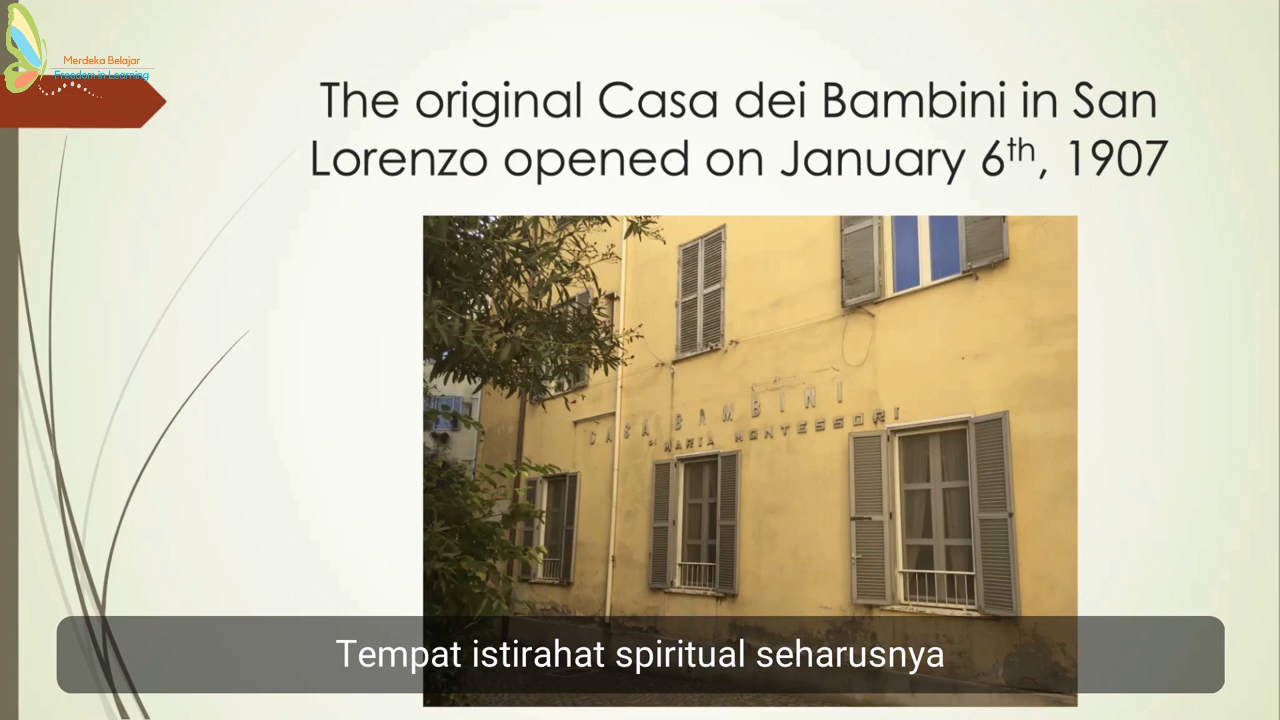 Merdeka Belajar
Freedom in Learning
The original Casa dei Bambini in San
Lorenzo opened on January 6th, 1907
CASA BAMBINI
DI MARIA MONTESSORI
Tempat istirahat spiritual seharusnya